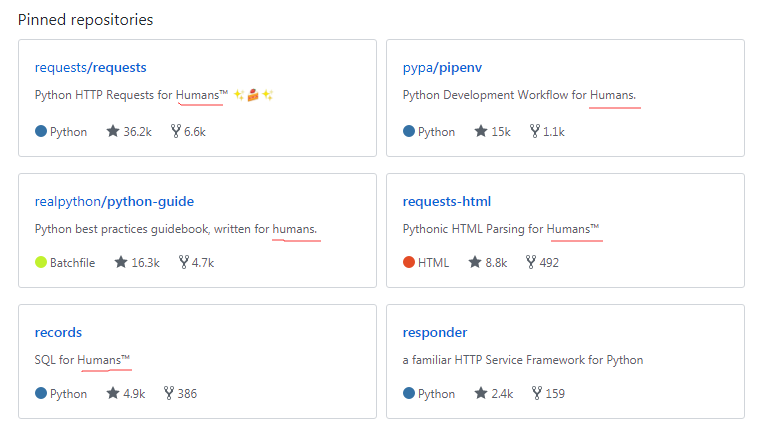 Pinned repositories
requests/requests
Python HTTP Requests for Humans™ ✨🍰✨
Python 36.2k 6.6k
pypa/pipenv
Python Development Workflow for Humans.
Python 15k 1.1k
realpython/python-guide
Python best practices guidebook, written for humans.
Batchfile 16.3k 4.7k
requests-html
Pythonic HTML Parsing for Humans™
HTML 8.8k 492
records
SQL for Humans™
Python 4.9k 386
responder
a familiar HTTP Service Framework for Python
Python 2.4k 159